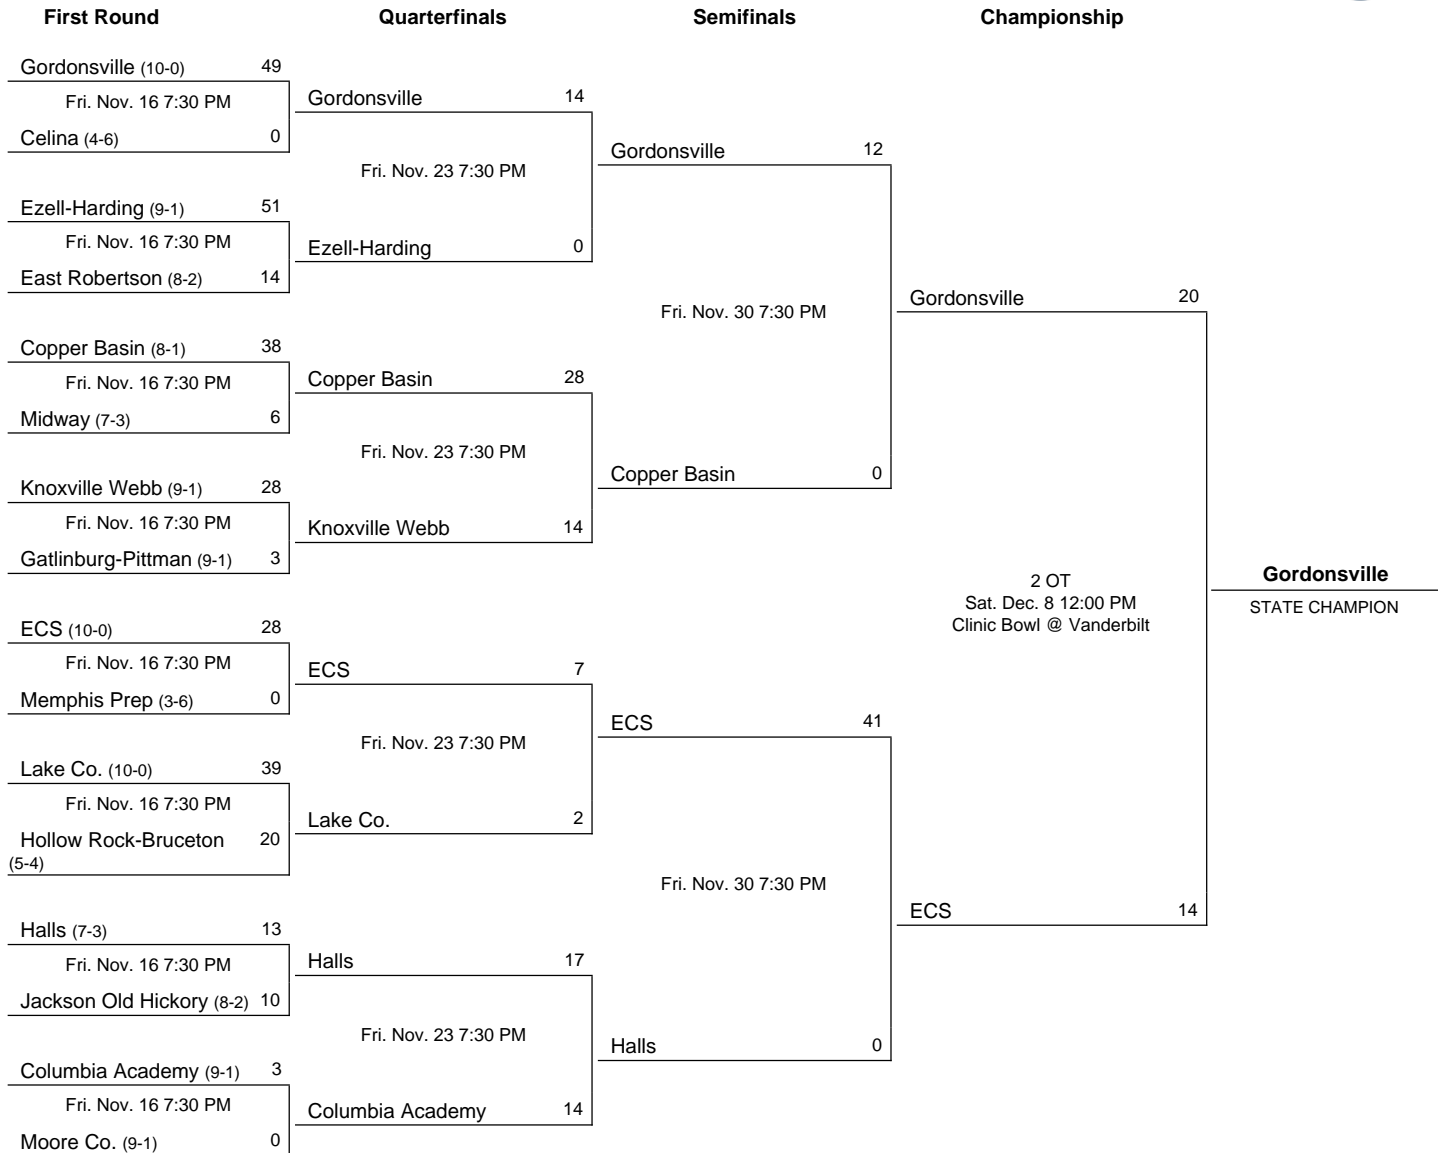 First Round
Quarterfinals
Semifinals
Championship
Gordonsville (10-0) 49
Fri. Nov. 16 7:30 PM
Celina (4-6) 0
Ezell-Harding (9-1) 51
Fri. Nov. 16 7:30 PM
East Robertson (8-2) 14
Copper Basin (8-1) 38
Fri. Nov. 16 7:30 PM
Midway (7-3) 6
Knoxville Webb (9-1) 28
Fri. Nov. 16 7:30 PM
Gatlinburg-Pittman (9-1) 3
ECS (10-0) 28
Fri. Nov. 16 7:30 PM
Memphis Prep (3-6) 0
Lake Co. (10-0) 39
Fri. Nov. 16 7:30 PM
Hollow Rock-Bruceton 20
(5-4)
Halls (7-3) 13
Fri. Nov. 16 7:30 PM
Jackson Old Hickory (8-2) 10
Columbia Academy (9-1) 3
Fri. Nov. 16 7:30 PM
Moore Co. (9-1) 0
Gordonsville 14
Fri. Nov. 23 7:30 PM
Ezell-Harding 0
Copper Basin 28
Fri. Nov. 23 7:30 PM
Knoxville Webb 14
ECS 7
Fri. Nov. 23 7:30 PM
Lake Co. 2
Halls 17
Fri. Nov. 23 7:30 PM
Columbia Academy 14
Gordonsville 12
Fri. Nov. 30 7:30 PM
Copper Basin 0
ECS 41
Fri. Nov. 30 7:30 PM
Halls 0
Gordonsville 20
2 OT
Sat. Dec. 8 12:00 PM
Clinic Bowl @ Vanderbilt
ECS 14
Gordonsville
STATE CHAMPION